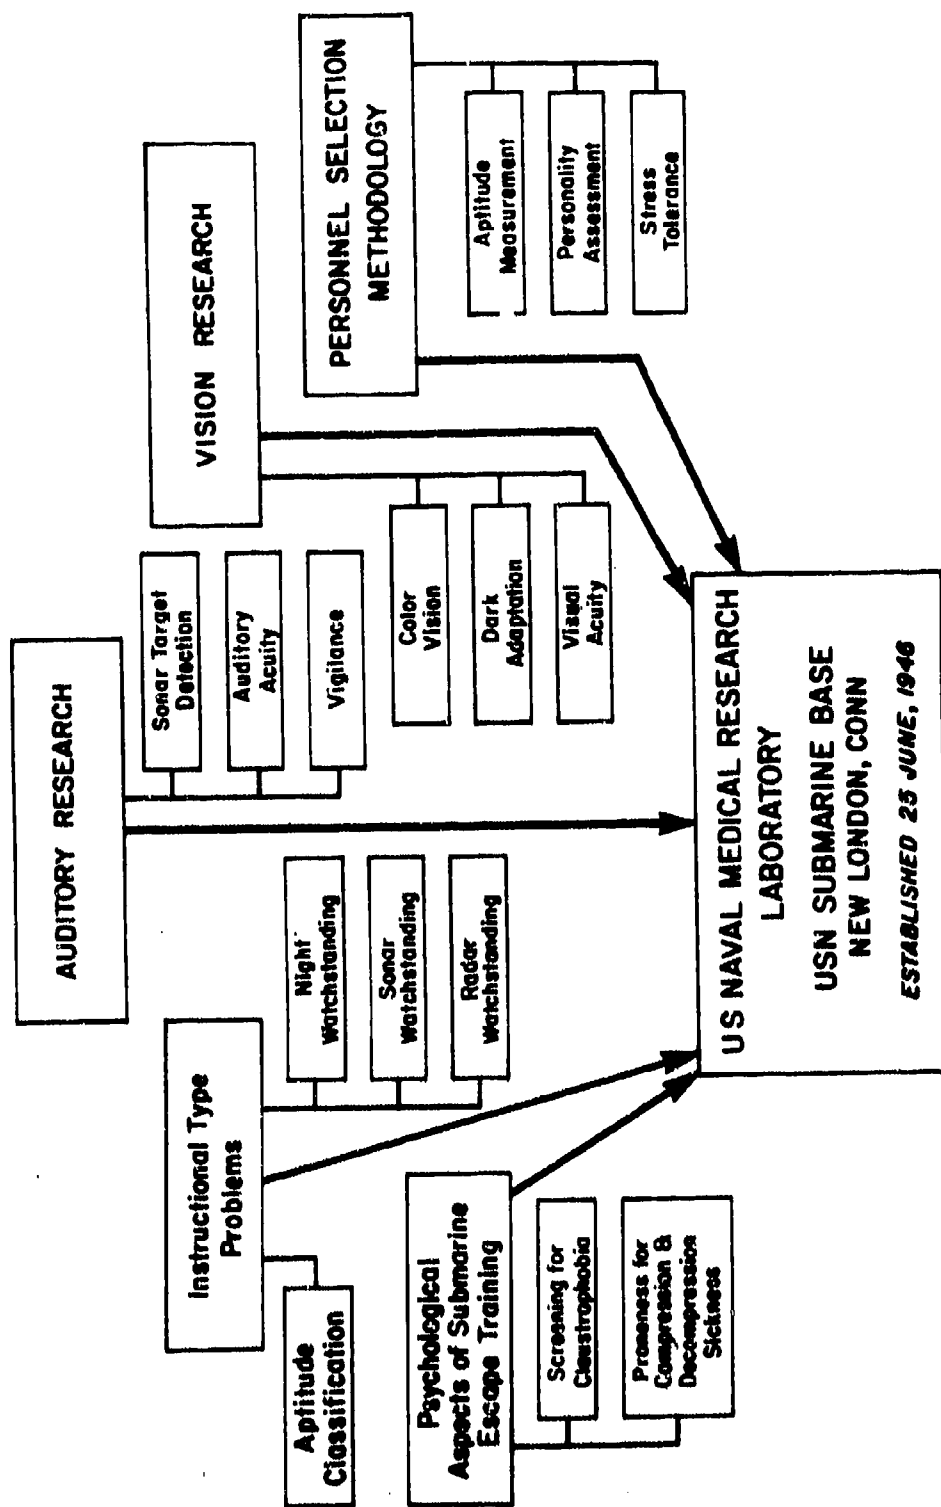 AUDITORY RESEARCH
Sonar Target
Detection
Auditory
Acuity
Vigilance
VISION RESEARCH
Color
Vision
Dark
Adaptation
Visual
Acuity
PERSONNEL SELECTION
METHODOLOGY
Aptitude
Measurement
Personality
Assessment
Stress
Tolerance
Instructional Type
Problems
Aptitude
Classification
Night
Watchstanding
Sonar
Watchstanding
Radar
Watchstanding
Psychological
Aspects of Submarine
Escape Training
Screening for
Claustrophobia
Proneness for
Compression &
Decompression
Sickness
US NAVAL MEDICAL RESEARCH
LABORATORY
USN SUBMARINE BASE
NEW LONDON, CONN
ESTABLISHED 25 JUNE, 1946